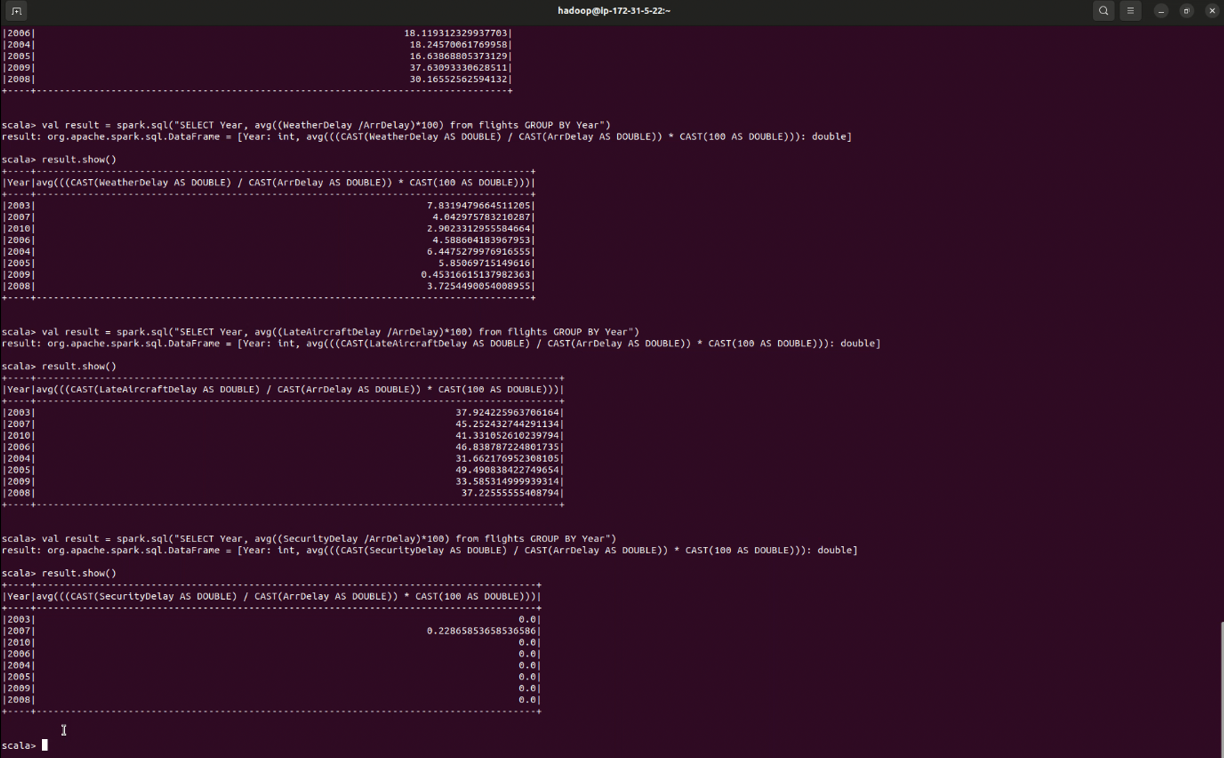 hadoop@ip-172-31-5-22:~
|2006| 18.119312329937703|
|2004| 18.24570061769958|
|2005| 16.63868805373129|
|2009| 37.63093330628511|
|2008| 30.16552562594132|
+----+----------------------------------------------------------------------------------+
scala> val result = spark.sql("SELECT Year, avg((WeatherDelay /ArrDelay)*100) from flights GROUP BY Year")
result: org.apache.spark.sql.DataFrame = [Year: int, avg(((CAST(WeatherDelay AS DOUBLE) / CAST(ArrDelay AS DOUBLE)) * CAST(100 AS DOUBLE))): double]
scala> result.show()
+----+--------------------------------------------------------------------------------------+
|Year|avg(((CAST(WeatherDelay AS DOUBLE) / CAST(ArrDelay AS DOUBLE)) * CAST(100 AS DOUBLE)))|
+----+--------------------------------------------------------------------------------------+
|2003| 7.8319479664511205|
|2007| 4.042975783210287|
|2010| 2.9023312955584664|
|2006| 4.588604183967953|
|2004| 6.4475279976916555|
|2005| 5.85069715149616|
|2009| 0.45316615137982363|
|2008| 3.7254490054008955|
+----+--------------------------------------------------------------------------------------+
scala> val result = spark.sql("SELECT Year, avg((LateAircraftDelay /ArrDelay)*100) from flights GROUP BY Year")
result: org.apache.spark.sql.DataFrame = [Year: int, avg(((CAST(LateAircraftDelay AS DOUBLE) / CAST(ArrDelay AS DOUBLE)) * CAST(100 AS DOUBLE))): double]
scala> result.show()
+----+-------------------------------------------------------------------------------------------+
|Year|avg(((CAST(LateAircraftDelay AS DOUBLE) / CAST(ArrDelay AS DOUBLE)) * CAST(100 AS DOUBLE)))|
+----+-------------------------------------------------------------------------------------------+
|2003| 37.924225963706164|
|2007| 45.252432744291134|
|2010| 41.331052610239794|
|2006| 46.838787224801735|
|2004| 31.662176952308105|
|2005| 49.490838422749654|
|2009| 33.585314999939314|
|2008| 37.22555555408794|
+----+-------------------------------------------------------------------------------------------+
scala> val result = spark.sql("SELECT Year, avg((SecurityDelay /ArrDelay)*100) from flights GROUP BY Year")
result: org.apache.spark.sql.DataFrame = [Year: int, avg(((CAST(SecurityDelay AS DOUBLE) / CAST(ArrDelay AS DOUBLE)) * CAST(100 AS DOUBLE))): double]
scala> result.show()
+----+---------------------------------------------------------------------------------------+
|Year|avg(((CAST(SecurityDelay AS DOUBLE) / CAST(ArrDelay AS DOUBLE)) * CAST(100 AS DOUBLE)))|
+----+---------------------------------------------------------------------------------------+
|2003| 0.0|
|2007| 0.22865853658536586|
|2010| 0.0|
|2006| 0.0|
|2004| 0.0|
|2005| 0.0|
|2009| 0.0|
|2008| 0.0|
+----+---------------------------------------------------------------------------------------+
scala>